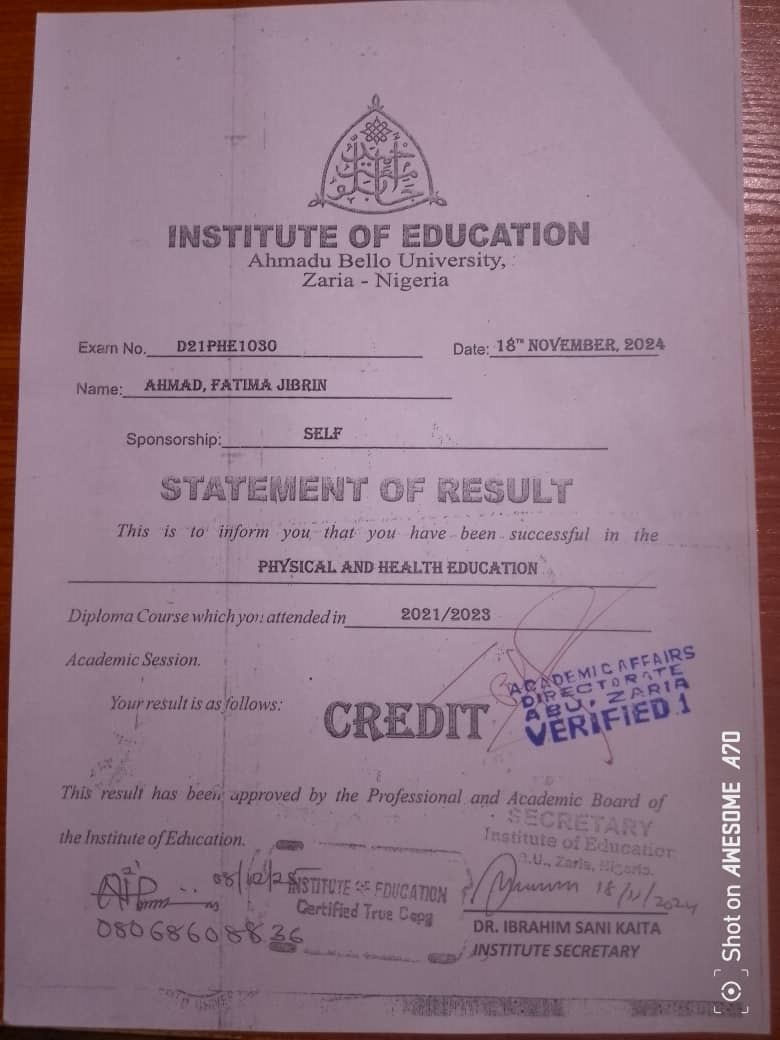 INSTITUTE OF EDUCATION
Ahmadu Bello University,
Zaria - Nigeria
Exam No. D21PHE1030 Date: 18TH NOVEMBER, 2024
Name: AHMAD, FATIMA JIBRIN
Sponsorship: SELF
STATEMENT OF RESULT
This is to inform you that you have been successful in the
PHYSICAL AND HEALTH EDUCATION
Diploma Course which you attended in 2021/2023
Academic Session.
Your result is as follows: CREDIT
ACADEMIC AFFAIRS
DIRECTORATE
ABU, ZARIA
VERIFIED 1
This result has been approved by the Professional and Academic Board of
the Institute of Education.
SECRETARY
Institute of Education
A.B.U., Zaria, Nigeria.
08/12/25
INSTITUTE OF EDUCATION
Certified True Copy
18/11/2024
08068608836
DR. IBRAHIM SANI KAITA
INSTITUTE SECRETARY
Shot on AWESOME A70